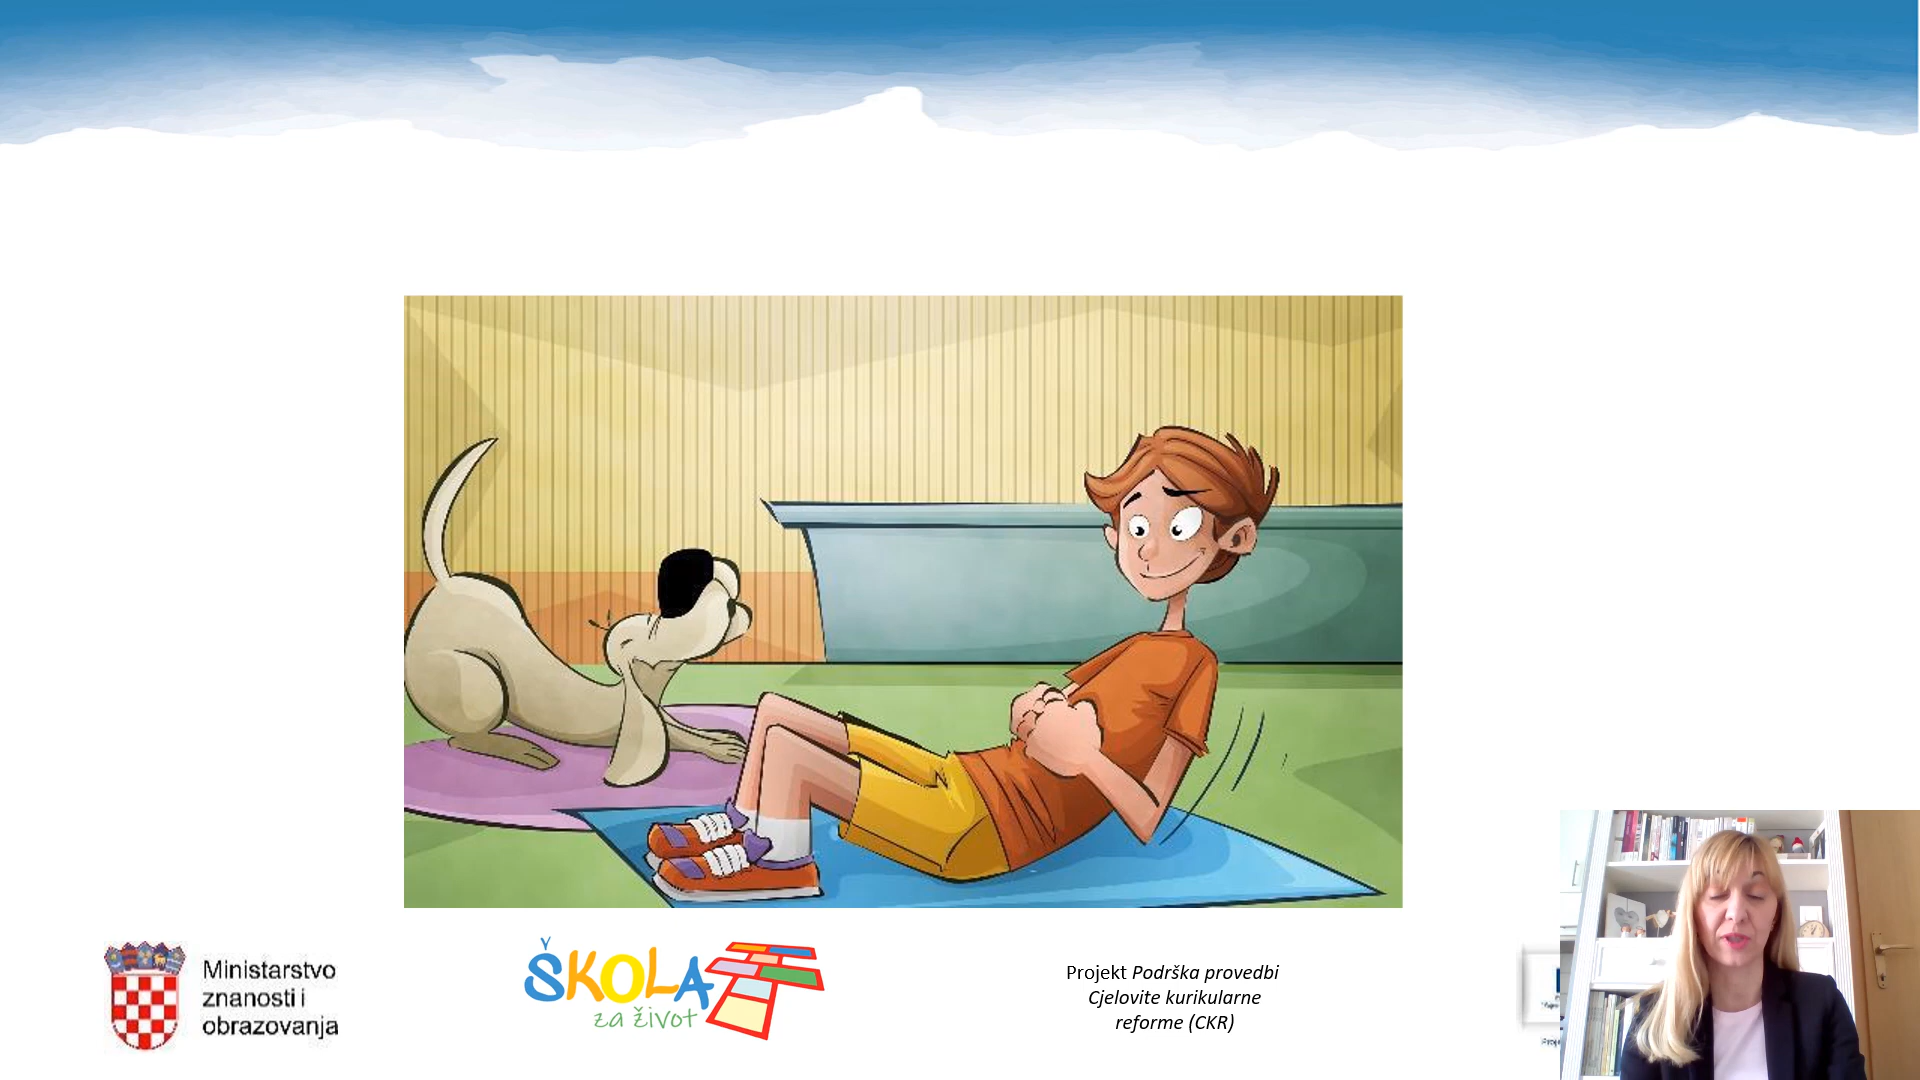 Ministarstvo
znanosti i
obrazovanja
ŠKOLA
za život
Projekt Podrška provedbi
Cjelovite kurikularne
reforme (CKR)